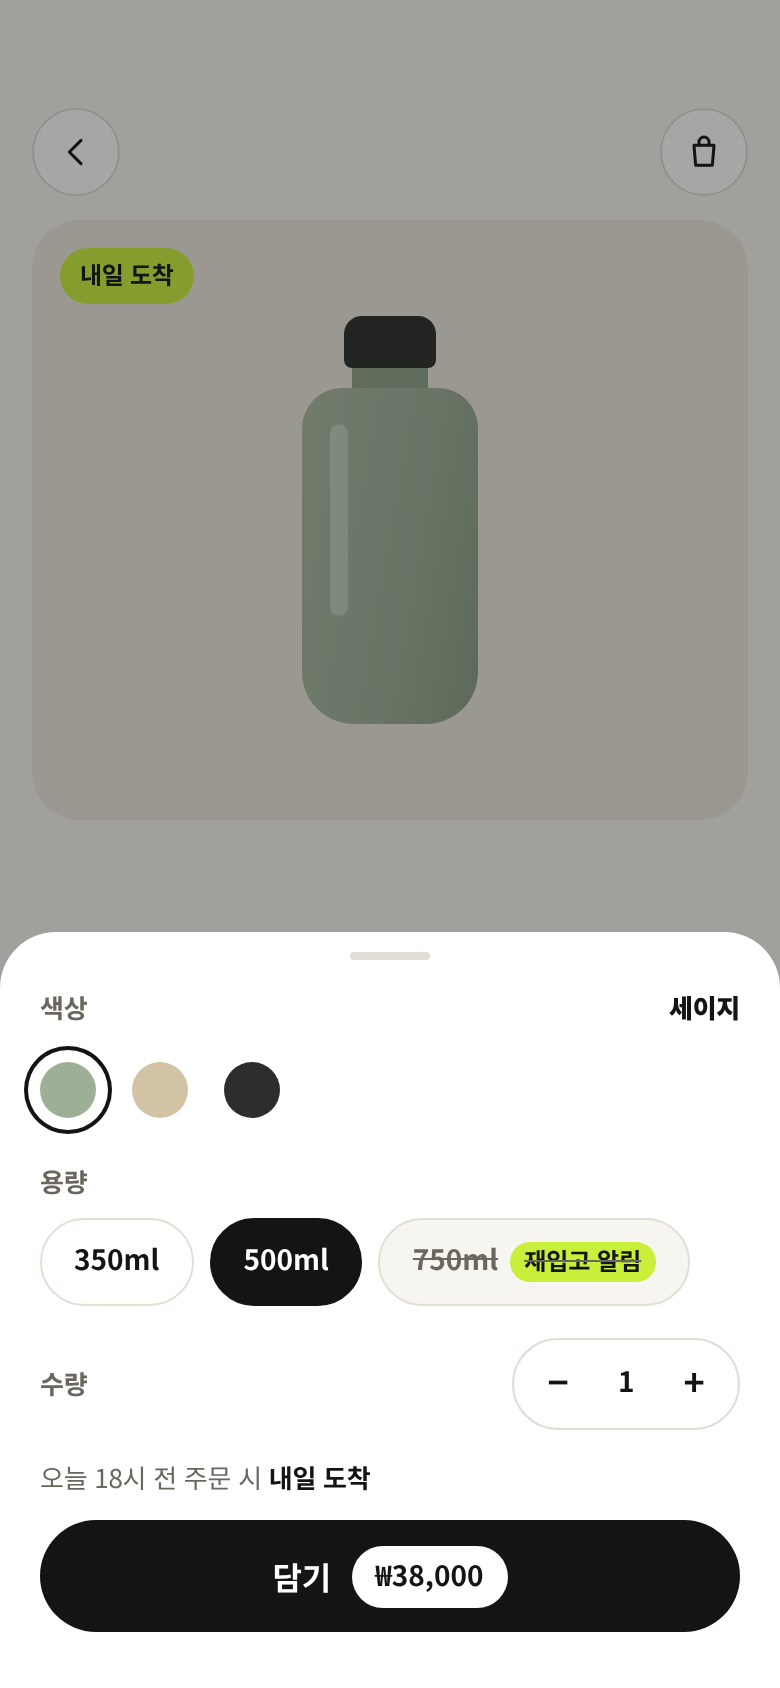 내일 도착
색상
세이지
용량
350ml
500ml
750ml 재입고 알림
수량
− 1 +
오늘 18시 전 주문 시 내일 도착
담기 ₩38,000